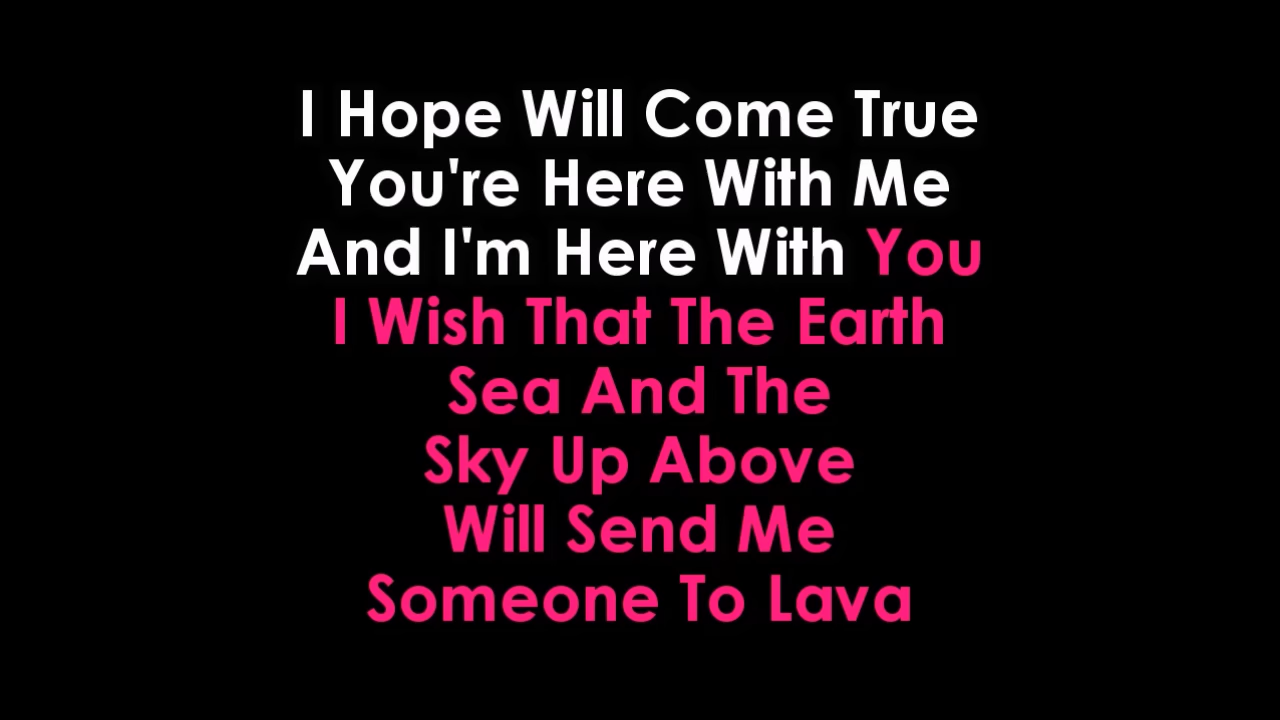 I Hope Will Come True
You're Here With Me
And I'm Here With You
I Wish That The Earth
Sea And The
Sky Up Above
Will Send Me
Someone To Lava